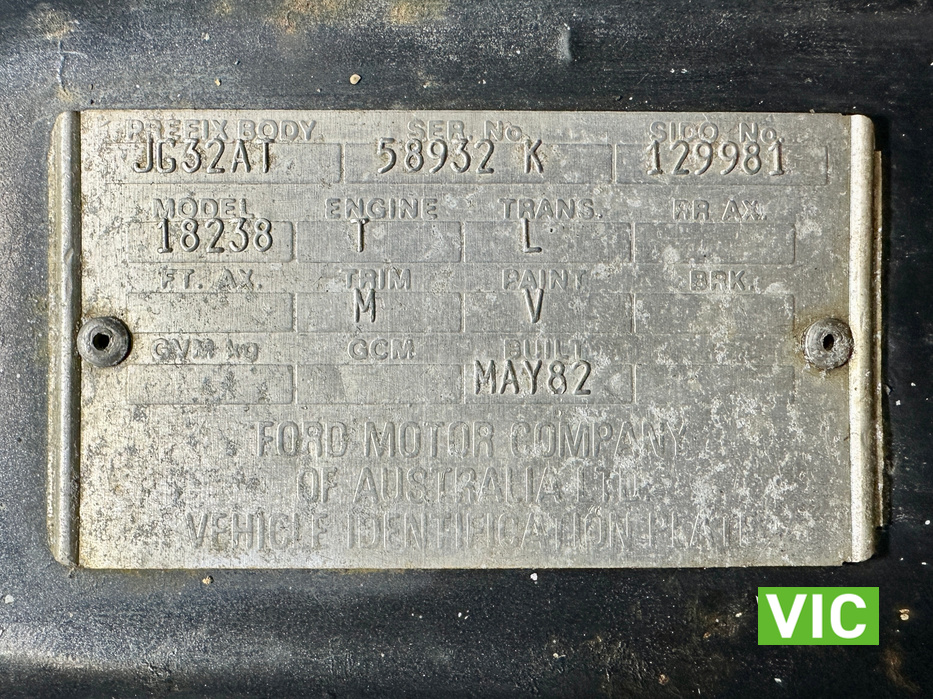 PREFIX BODY SER. No. SICO. No.
JG32AT 58932 K 129981
MODEL ENGINE TRANS. RR. AX.
18238 T L
FT. AX. TRIM PAINT BRK.
M V
GVM kg GCM BUILT
MAY82
FORD MOTOR COMPANY
OF AUSTRALIA LTD.
VEHICLE IDENTIFICATION PLATE
VIC